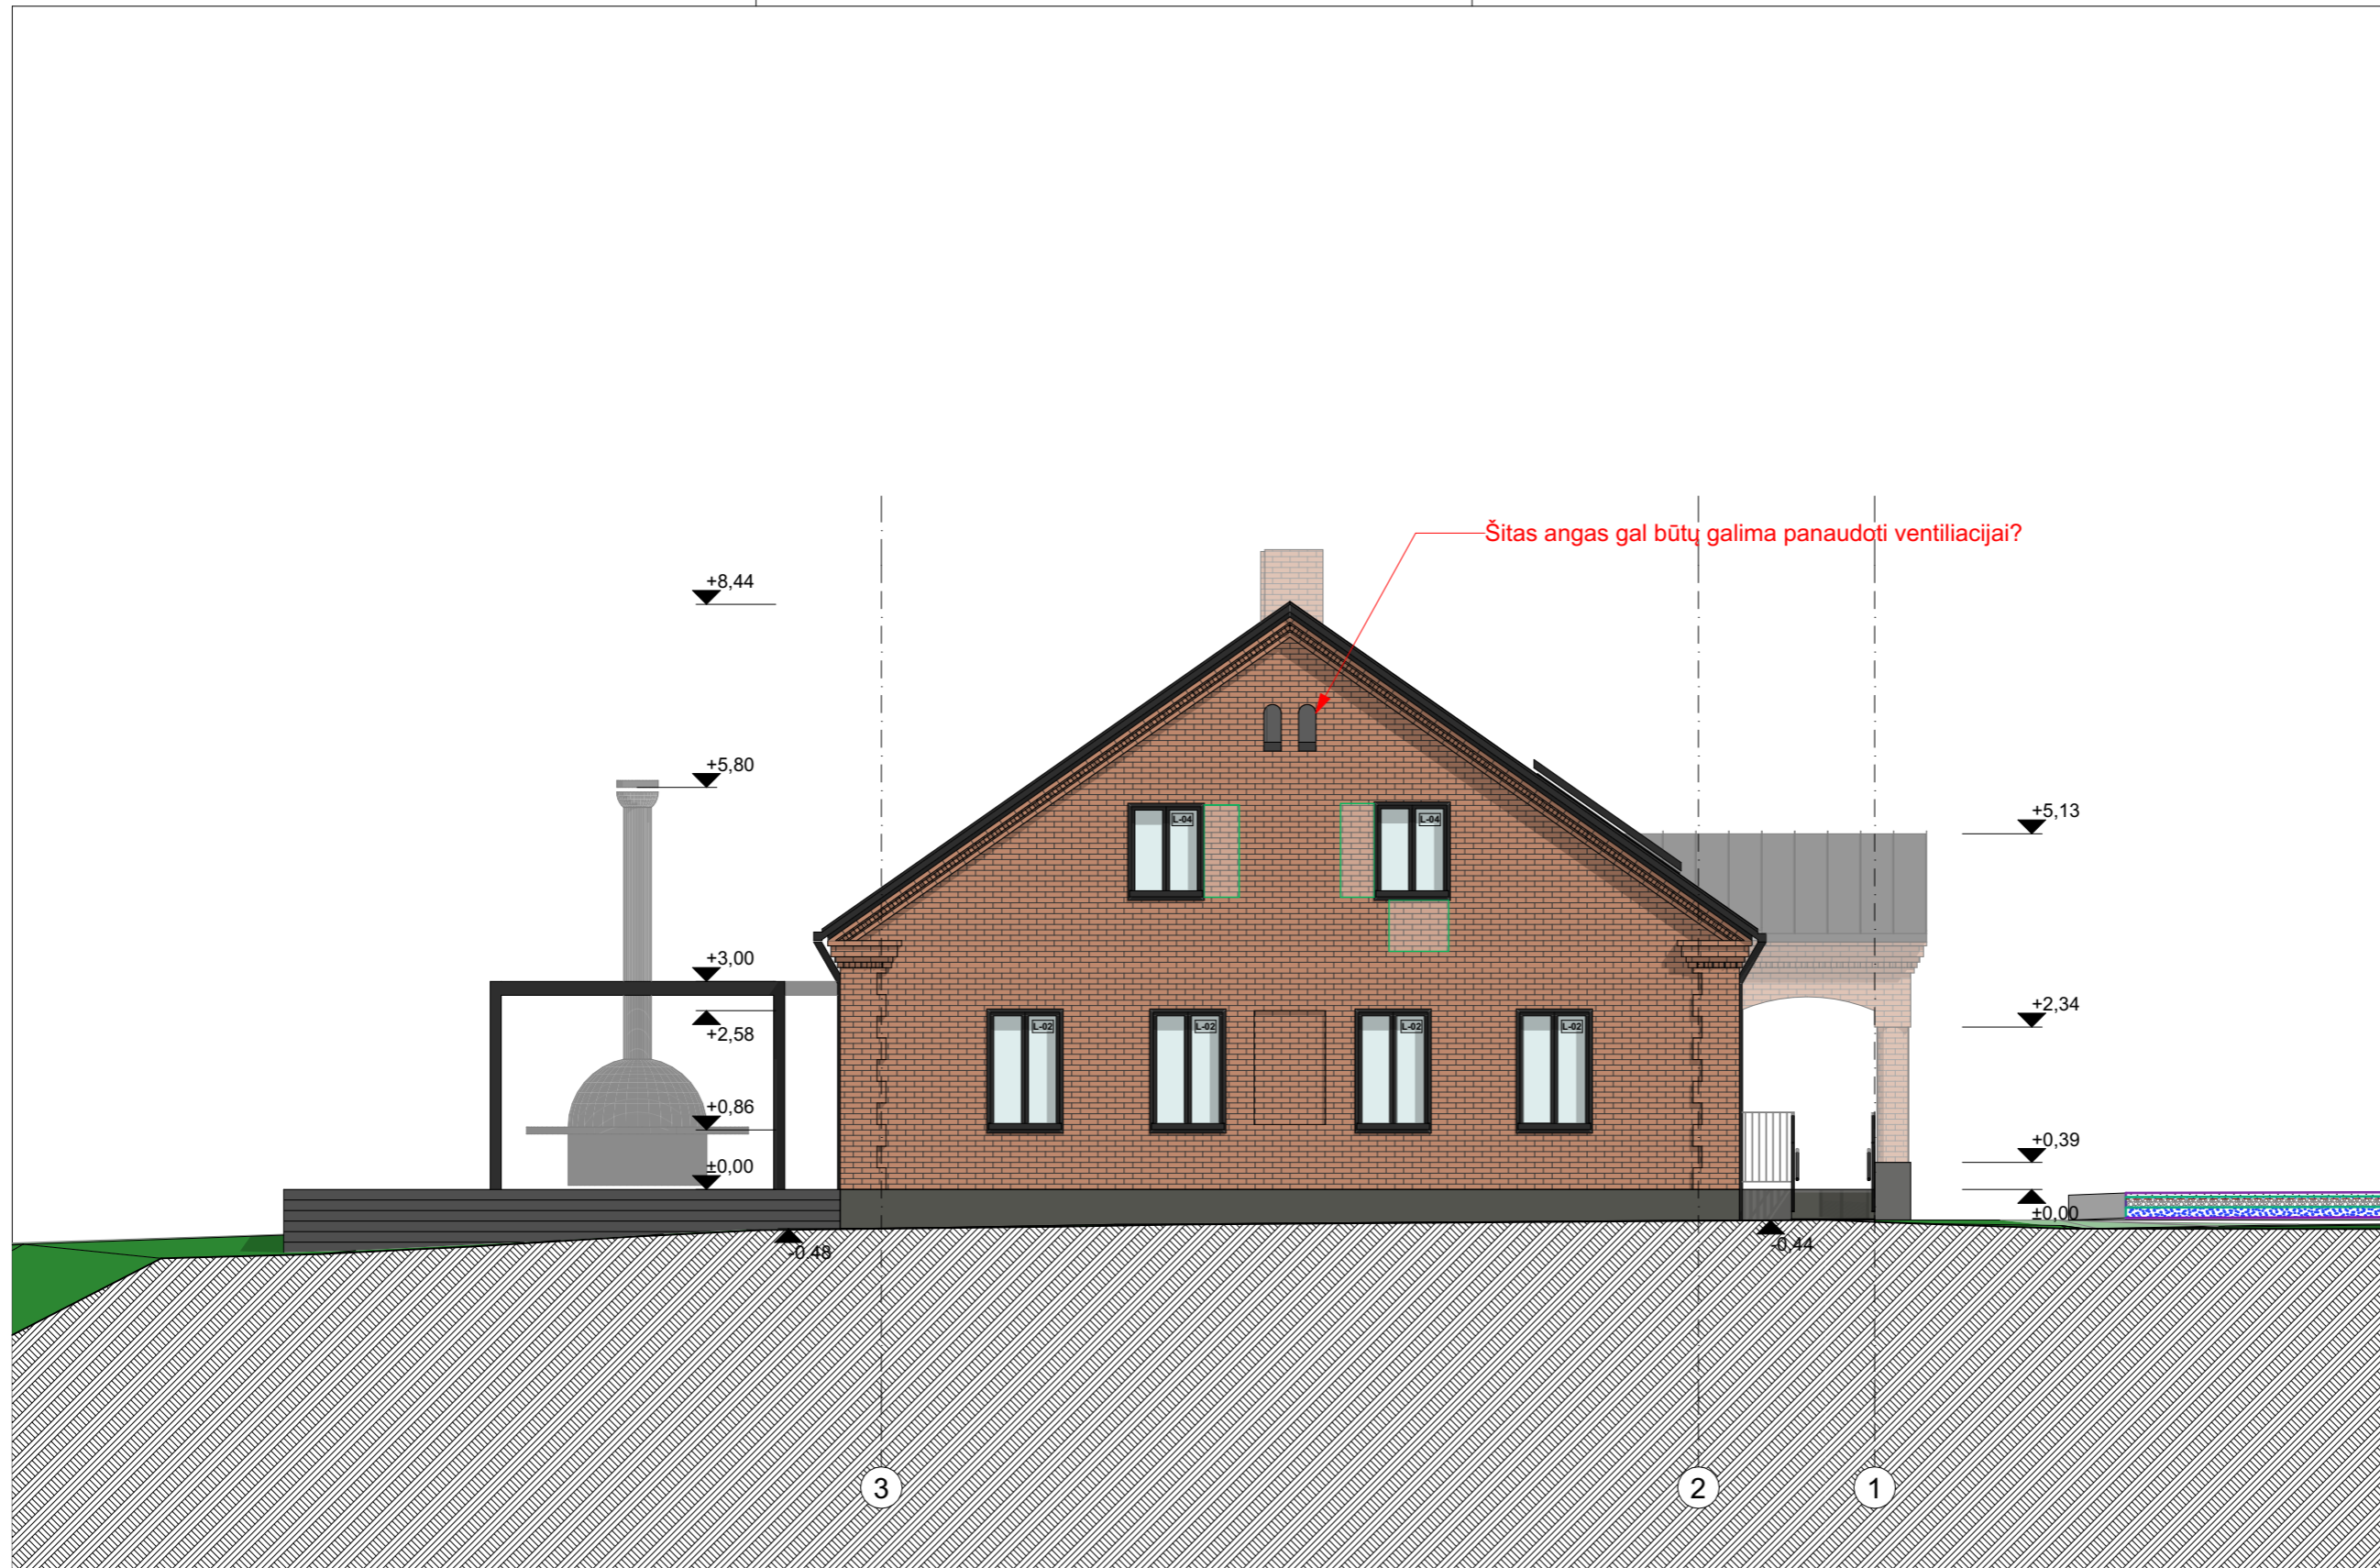 Šitas angas gal būtų galima panaudoti ventiliacijai?
+8,44
+5,80
+5,13
L-04
L-04
+3,00
+2,34
+2,58
L-02
L-02
L-02
L-02
+0,86
+0,39
±0,00
±0,00
-0,48
-0,44
3
2
1